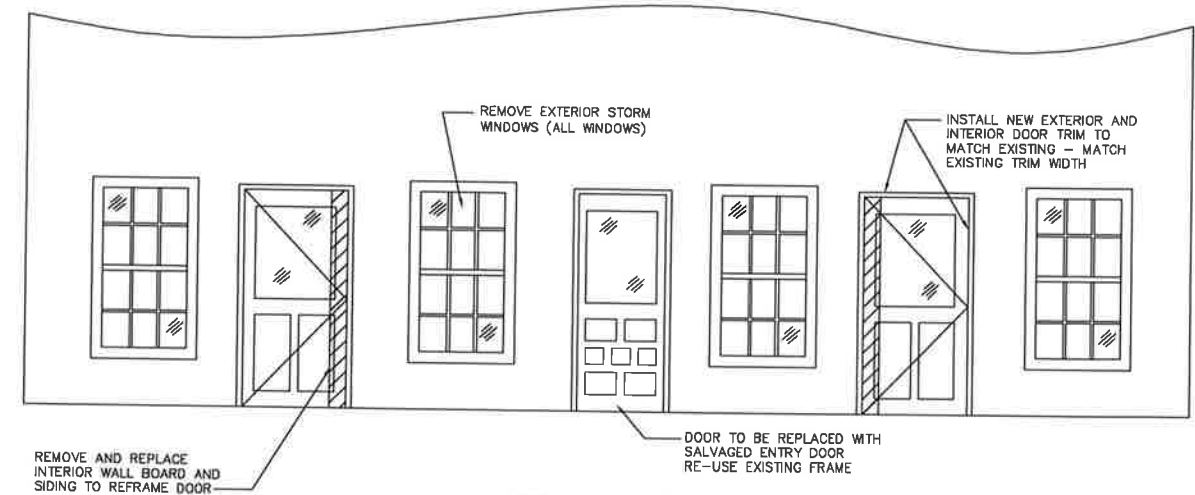 REMOVE EXTERIOR STORM
WINDOWS (ALL WINDOWS)
INSTALL NEW EXTERIOR AND
INTERIOR DOOR TRIM TO
MATCH EXISTING – MATCH
EXISTING TRIM WIDTH
REMOVE AND REPLACE
INTERIOR WALL BOARD AND
SIDING TO REFRAME DOOR
DOOR TO BE REPLACED WITH
SALVAGED ENTRY DOOR
RE-USE EXISTING FRAME